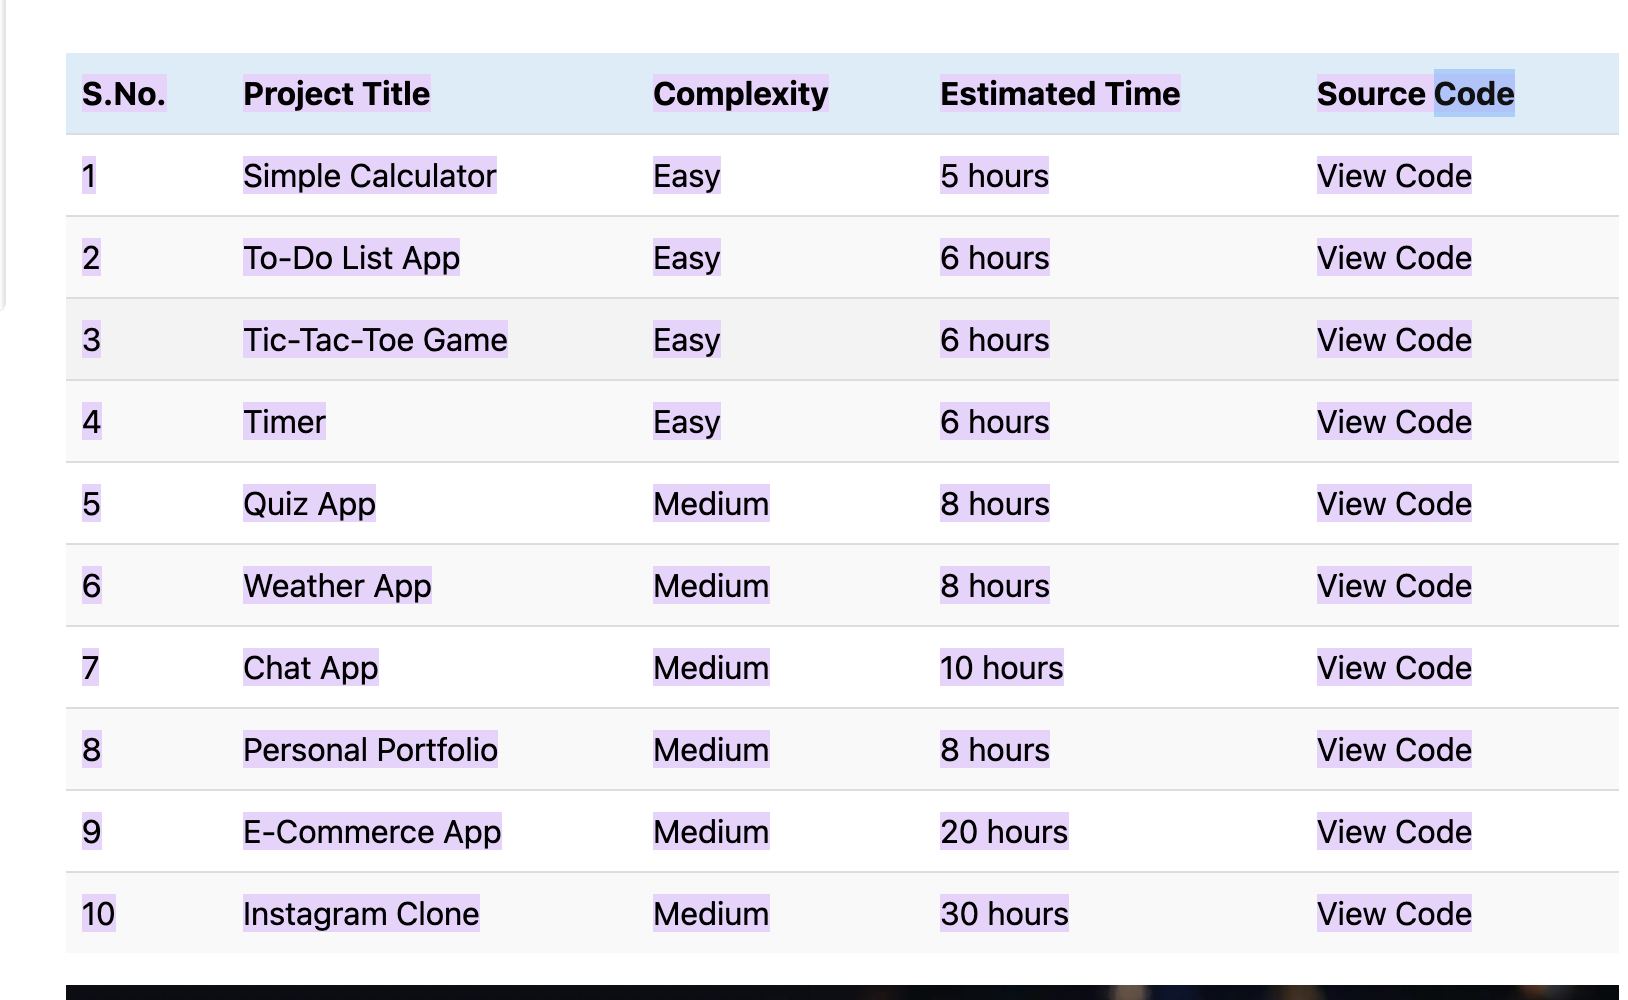 S.No. Project Title Complexity Estimated Time Source Code
1 Simple Calculator Easy 5 hours View Code
2 To-Do List App Easy 6 hours View Code
3 Tic-Tac-Toe Game Easy 6 hours View Code
4 Timer Easy 6 hours View Code
5 Quiz App Medium 8 hours View Code
6 Weather App Medium 8 hours View Code
7 Chat App Medium 10 hours View Code
8 Personal Portfolio Medium 8 hours View Code
9 E-Commerce App Medium 20 hours View Code
10 Instagram Clone Medium 30 hours View Code